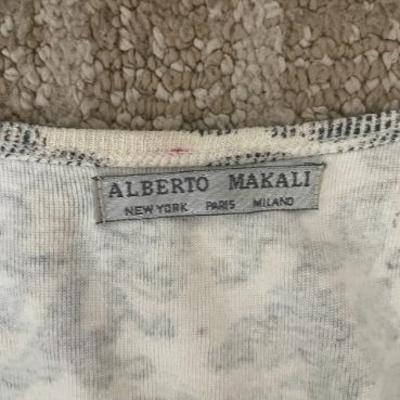 ALBERTO MAKALI
NEW YORK PARIS MILANO